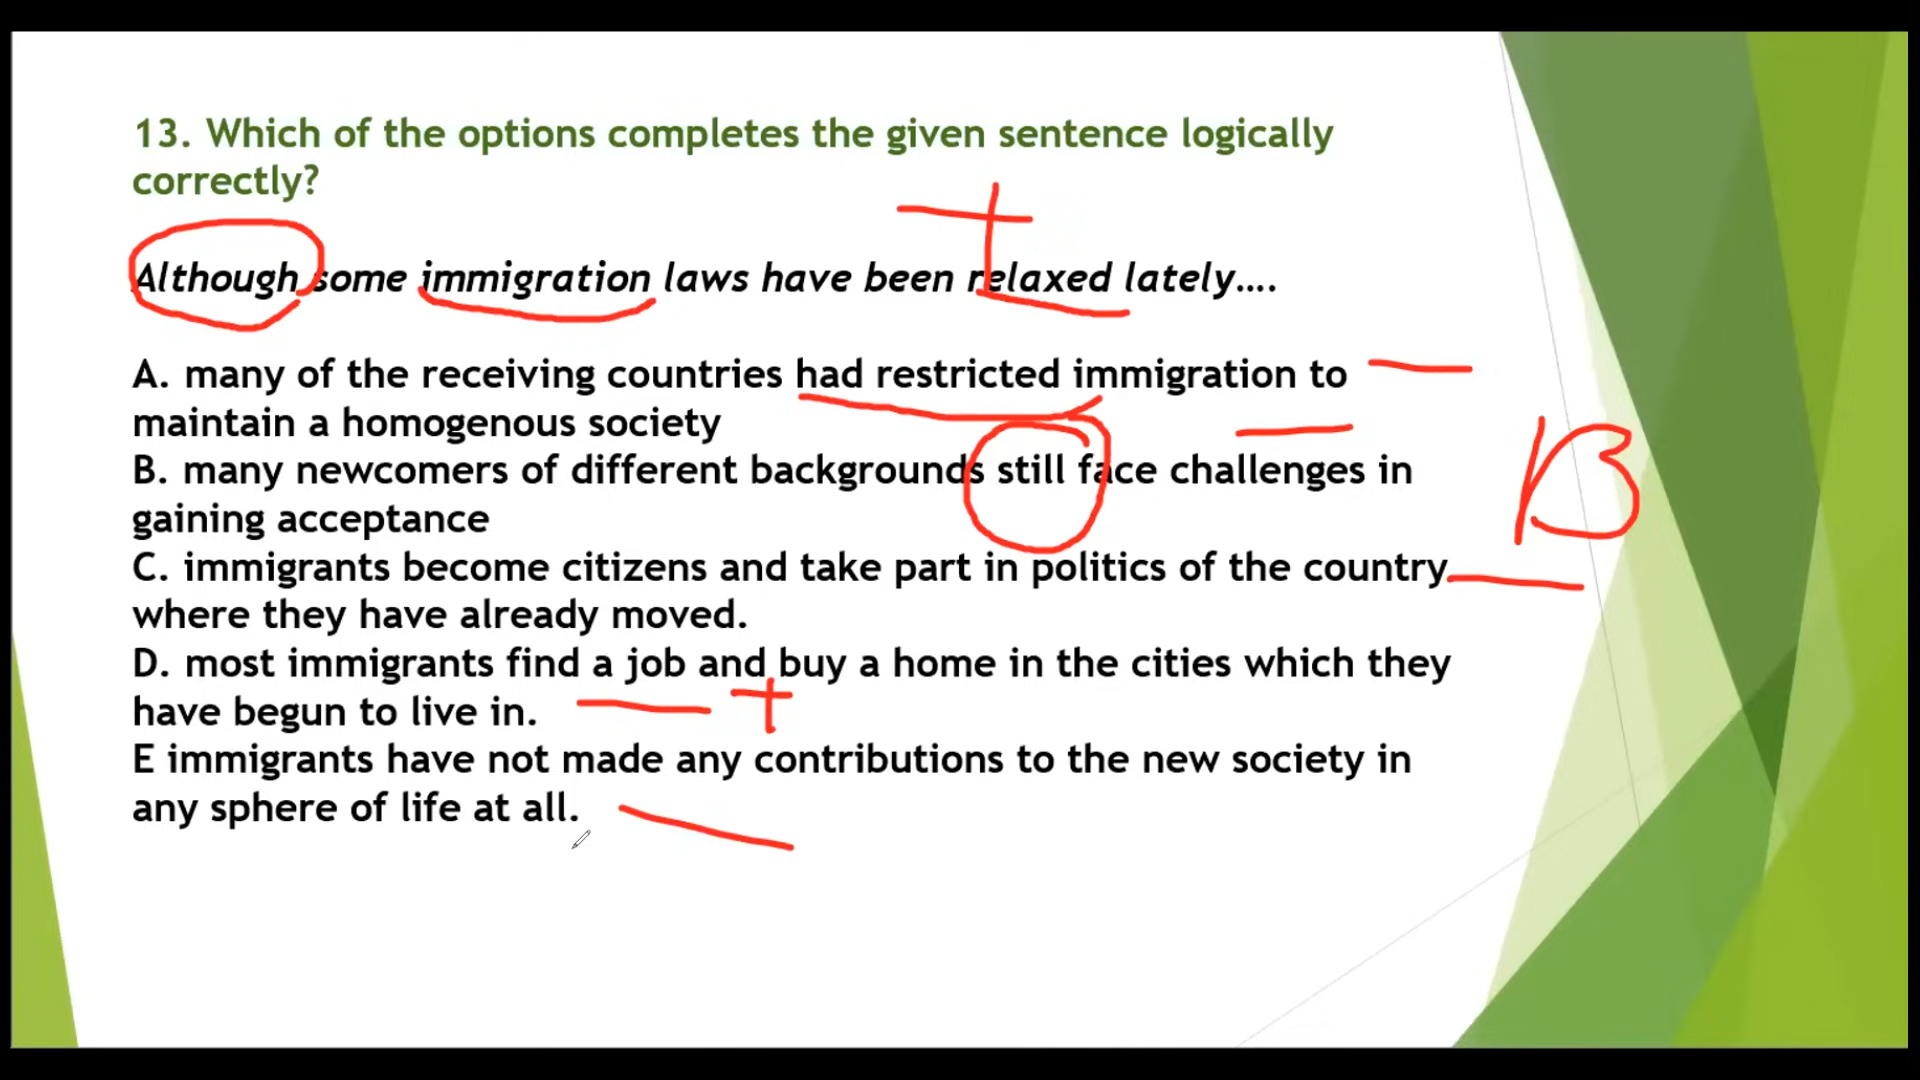 13. Which of the options completes the given sentence logically
correctly?
Although some immigration laws have been relaxed lately....
A. many of the receiving countries had restricted immigration to
maintain a homogenous society
B. many newcomers of different backgrounds still face challenges in
gaining acceptance
B
C. immigrants become citizens and take part in politics of the country
where they have already moved.
D. most immigrants find a job and buy a home in the cities which they
have begun to live in.
E immigrants have not made any contributions to the new society in
any sphere of life at all.